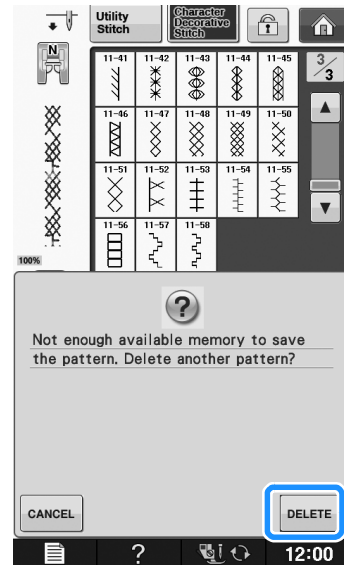 Utility
Stitch
Character
Decorative
Stitch
N
3/3
11-41 11-42 11-43 11-44 11-45
11-46 11-47 11-48 11-49 11-50
11-51 11-52 11-53 11-54 11-55
11-56 11-57 11-58
100%
?
Not enough available memory to save
the pattern. Delete another pattern?
CANCEL DELETE
? 12:00